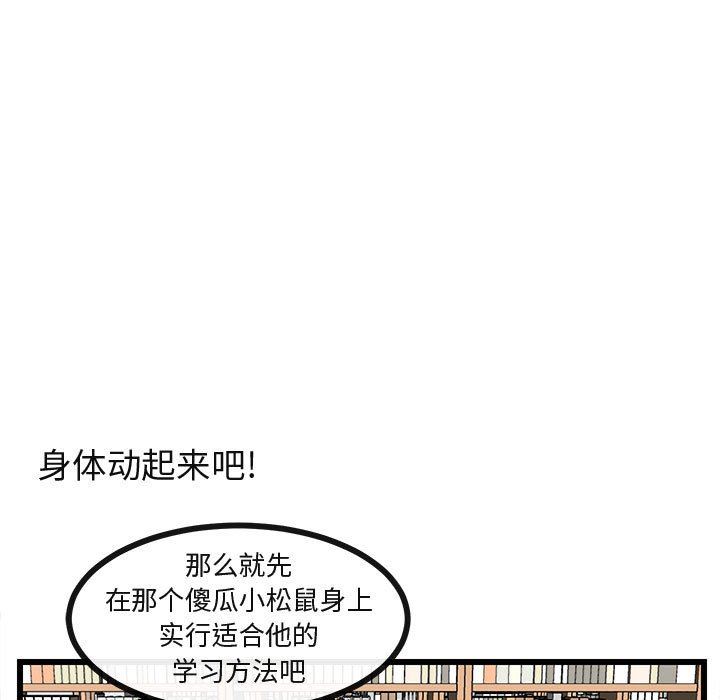 身体动起来吧!
那么就先
在那个傻瓜小松鼠身上
实行适合他的
学习方法吧